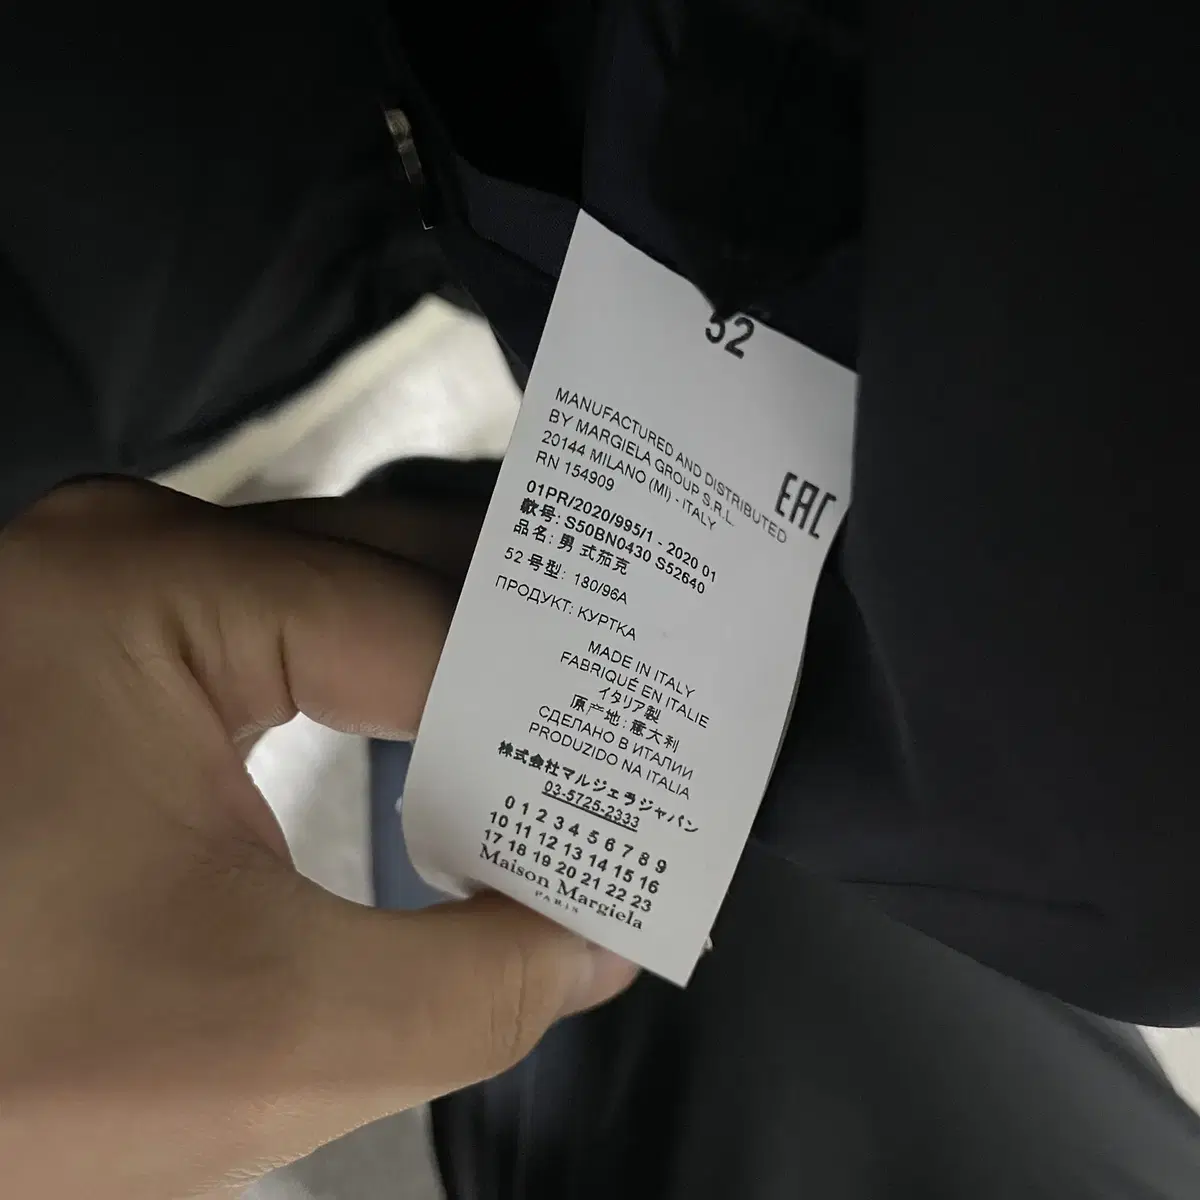 52
MANUFACTURED AND DISTRIBUTED
BY MARGIELA GROUP S.R.L.
20144 MILANO (MI) - ITALY
RN 154909
EAC
01PR/2020/995/1 - 2020 01
款号: S50BN0430 S52640
品名: 男 式茄克
52 号型: 180/96A
ПРОДУКТ: КУРТКА
MADE IN ITALY
FABRIQUÉ EN ITALIE
イタリア製
原产地: 意大利
СДЕЛАНО В ИТАЛИИ
PRODUZIDO NA ITALIA
株式会社マルジェラジャパン
03-5725-2333
0 1 2 3 4 5 6 7 8 9
10 11 12 13 14 15 16
17 18 19 20 21 22 23
Maison Margiela
PARIS